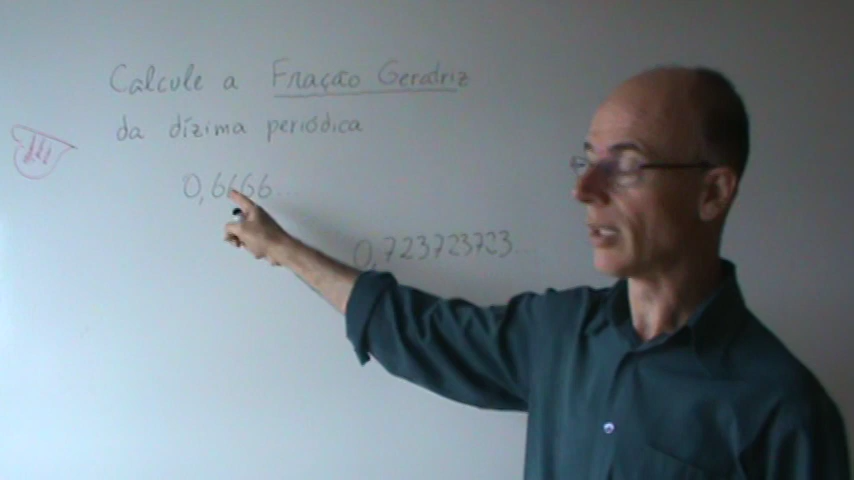 Calcule a Fração Geratriz
da dízima periódica
0,6666...
0,723723723...